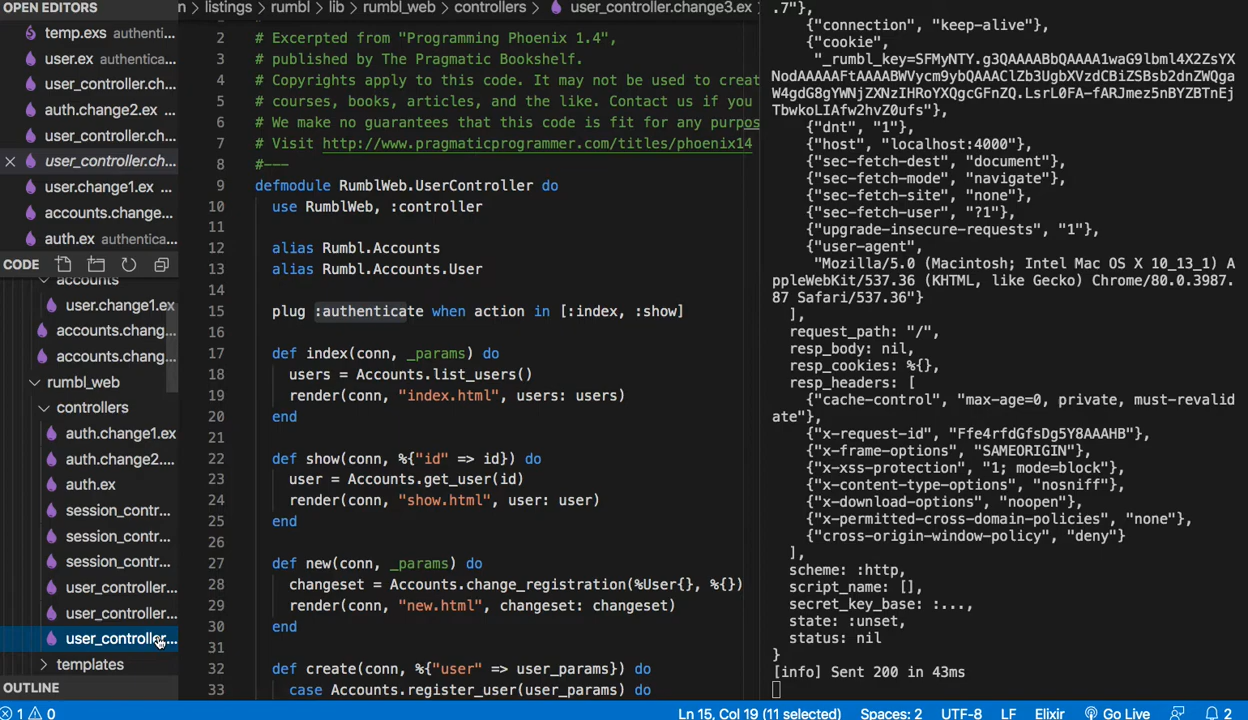 OPEN EDITORS
temp.exs authenti...
user.ex authentica...
user_controller.ch...
auth.change2.ex ...
user_controller.ch...
user_controller.ch...
user.change1.ex ...
accounts.change...
auth.ex authentica...
CODE
accounts
user.change1.ex
accounts.chang...
accounts.chang...
rumbl_web
controllers
auth.change1.ex
auth.change2....
auth.ex
session_contr...
session_contr...
session_contr...
user_controller...
user_controller...
user_controller...
templates
OUTLINE
n > listings > rumbl > lib > rumbl_web > controllers > user_controller.change3.ex
2 # Excerpted from "Programming Phoenix 1.4",
3 # published by The Pragmatic Bookshelf.
4 # Copyrights apply to this code. It may not be used to creat
5 # courses, books, articles, and the like. Contact us if you
6 # We make no guarantees that this code is fit for any purpos
7 # Visit http://www.pragmaticprogrammer.com/titles/phoenix14
8 #---
9 defmodule RumblWeb.UserController do
10 use RumblWeb, :controller
11
12 alias Rumbl.Accounts
13 alias Rumbl.Accounts.User
14
15 plug :authenticate when action in [:index, :show]
16
17 def index(conn, _params) do
18 users = Accounts.list_users()
19 render(conn, "index.html", users: users)
20 end
21
22 def show(conn, %{"id" => id}) do
23 user = Accounts.get_user(id)
24 render(conn, "show.html", user: user)
25 end
26
27 def new(conn, _params) do
28 changeset = Accounts.change_registration(%User{}, %{})
29 render(conn, "new.html", changeset: changeset)
30 end
31
32 def create(conn, %{"user" => user_params}) do
33 case Accounts.register_user(user_params) do
.7"},
{"connection", "keep-alive"},
{"cookie",
"_rumbl_key=SFMyNTY.g3QAAAABbQAAAA1waG9lbml4X2ZsYX
NodAAAAAFtAAAABWVycm9ybQAAAClZb3UgbXVzdCBiZSBsb2dnZWQga
W4gdG8gYWNjZXNzIHRoYXQgcGFnZQ.LsrL0FA-fARJmez5nBYZBTnEj
TbwkoLIAfw2hvZ0ufs"},
{"dnt", "1"},
{"host", "localhost:4000"},
{"sec-fetch-dest", "document"},
{"sec-fetch-mode", "navigate"},
{"sec-fetch-site", "none"},
{"sec-fetch-user", "?1"},
{"upgrade-insecure-requests", "1"},
{"user-agent",
"Mozilla/5.0 (Macintosh; Intel Mac OS X 10_13_1) A
ppleWebKit/537.36 (KHTML, like Gecko) Chrome/80.0.3987.
87 Safari/537.36"}
],
request_path: "/",
resp_body: nil,
resp_cookies: %{},
resp_headers: [
{"cache-control", "max-age=0, private, must-revalid
ate"},
{"x-request-id", "Ffe4rfdGfsDg5Y8AAAHB"},
{"x-frame-options", "SAMEORIGIN"},
{"x-xss-protection", "1; mode=block"},
{"x-content-type-options", "nosniff"},
{"x-download-options", "noopen"},
{"x-permitted-cross-domain-policies", "none"},
{"cross-origin-window-policy", "deny"}
],
scheme: :http,
script_name: [],
secret_key_base: :...,
state: :unset,
status: nil
}
[info] Sent 200 in 43ms
1 0
Ln 15, Col 19 (11 selected) Spaces: 2 UTF-8 LF Elixir Go Live 2